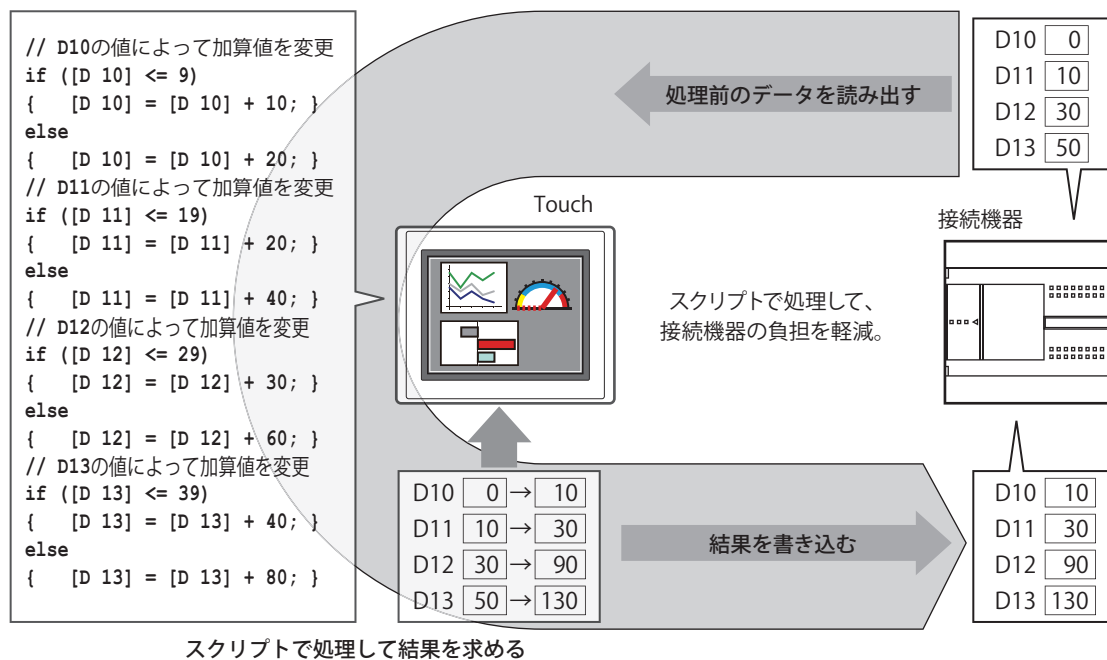 // D10の値によって加算値を変更
if ([D 10] <= 9)
{   [D 10] = [D 10] + 10; }
else
{   [D 10] = [D 10] + 20; }
// D11の値によって加算値を変更
if ([D 11] <= 19)
{   [D 11] = [D 11] + 20; }
else
{   [D 11] = [D 11] + 40; }
// D12の値によって加算値を変更
if ([D 12] <= 29)
{   [D 12] = [D 12] + 30; }
else
{   [D 12] = [D 12] + 60; }
// D13の値によって加算値を変更
if ([D 13] <= 39)
{   [D 13] = [D 13] + 40; }
else
{   [D 13] = [D 13] + 80; }
処理前のデータを読み出す
D10 0
D11 10
D12 30
D13 50
Touch
接続機器
スクリプトで処理して、
接続機器の負担を軽減。
D10 0→10
D11 10→30
D12 30→90
D13 50→130
結果を書き込む
D10 10
D11 30
D12 90
D13 130
スクリプトで処理して結果を求める